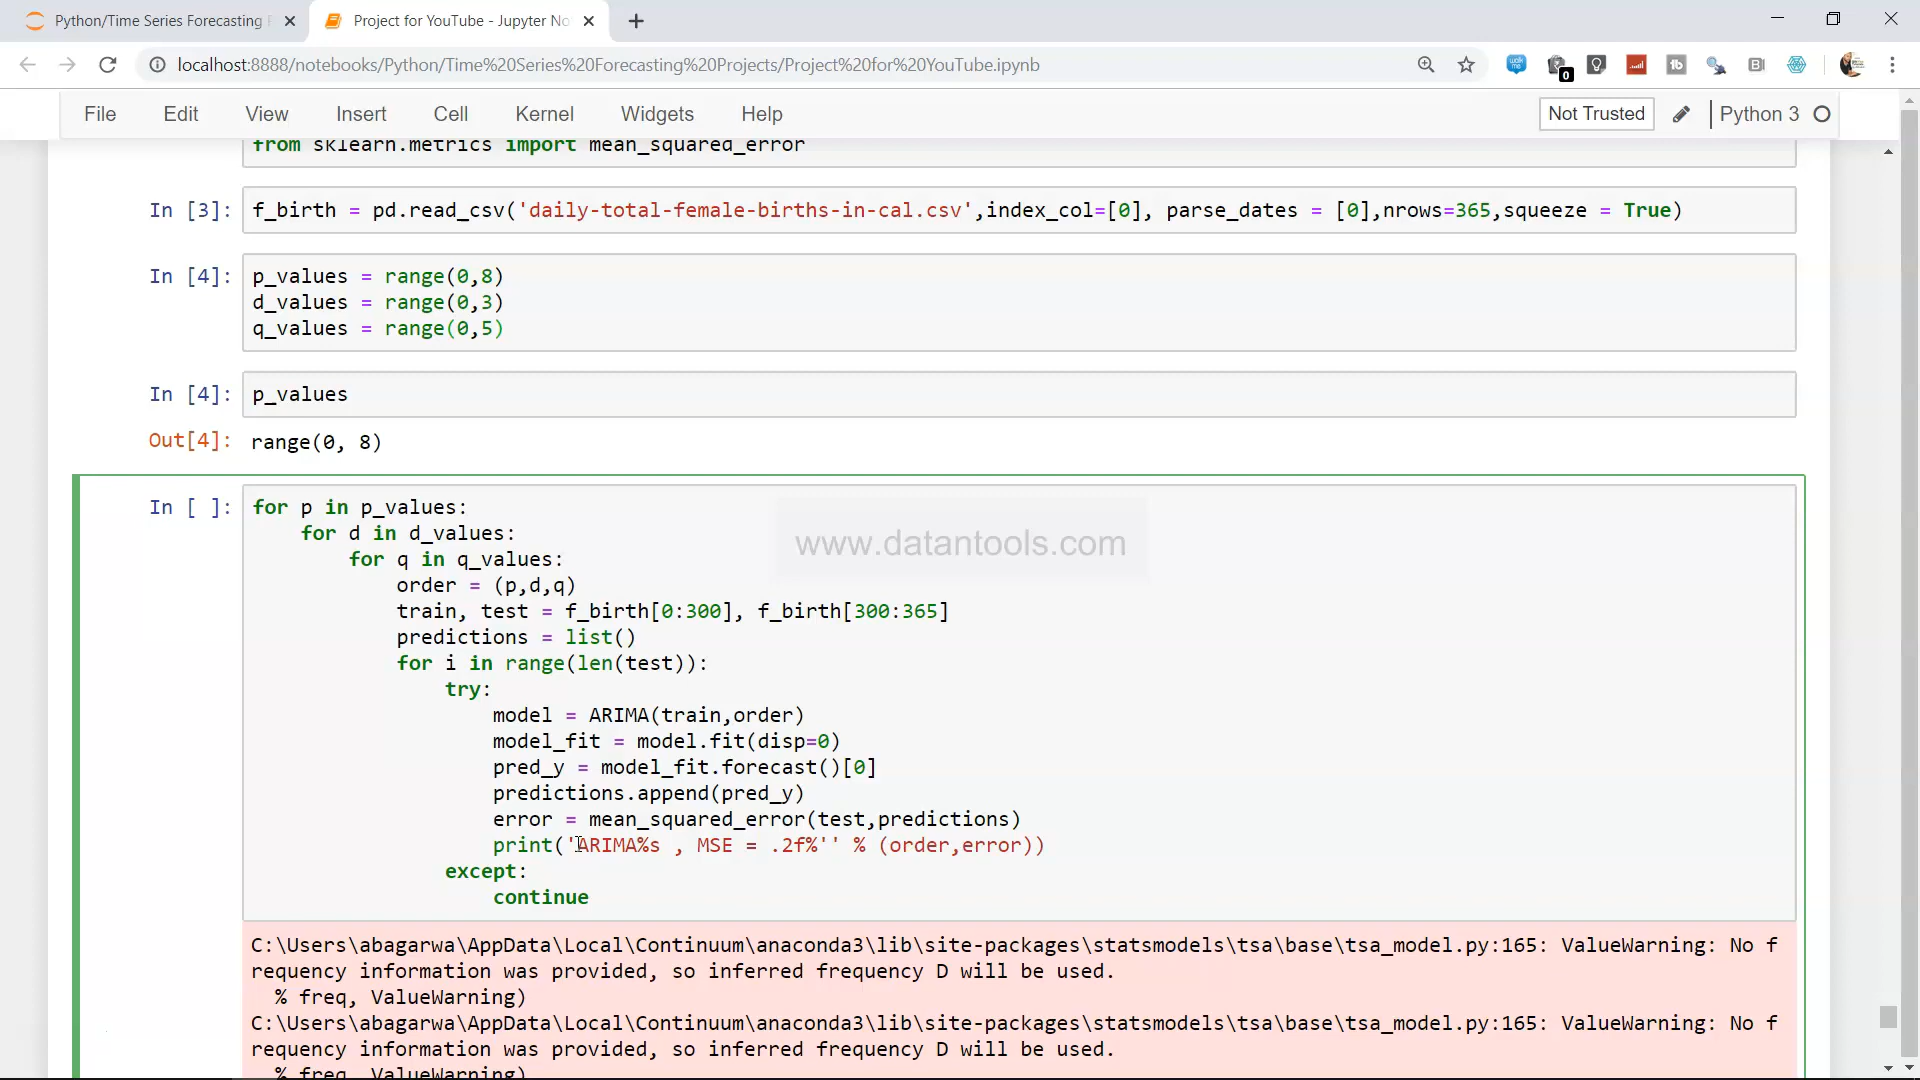 Python/Time Series Forecasting
Project for YouTube - Jupyter No
localhost:8888/notebooks/Python/Time%20Series%20Forecasting%20Projects/Project%20for%20YouTube.ipynb
0
File Edit View Insert Cell Kernel Widgets Help
Not Trusted
Python 3
from sklearn.metrics import mean_squared_error
In [3]: f_birth = pd.read_csv('daily-total-female-births-in-cal.csv',index_col=[0], parse_dates = [0],nrows=365,squeeze = True)
In [4]: p_values = range(0,8)
d_values = range(0,3)
q_values = range(0,5)
In [4]: p_values
Out[4]: range(0, 8)
In [ ]: for p in p_values:
for d in d_values:
for q in q_values:
order = (p,d,q)
train, test = f_birth[0:300], f_birth[300:365]
predictions = list()
for i in range(len(test)):
try:
model = ARIMA(train,order)
model_fit = model.fit(disp=0)
pred_y = model_fit.forecast()[0]
predictions.append(pred_y)
error = mean_squared_error(test,predictions)
print('ARIMA%s , MSE = .2f%'' % (order,error))
except:
continue
www.datantools.com
C:\Users\abagarwa\AppData\Local\Continuum\anaconda3\lib\site-packages\statsmodels\tsa\base\tsa_model.py:165: ValueWarning: No f
requency information was provided, so inferred frequency D will be used.
% freq, ValueWarning)
C:\Users\abagarwa\AppData\Local\Continuum\anaconda3\lib\site-packages\statsmodels\tsa\base\tsa_model.py:165: ValueWarning: No f
requency information was provided, so inferred frequency D will be used.
% freq, ValueWarning)